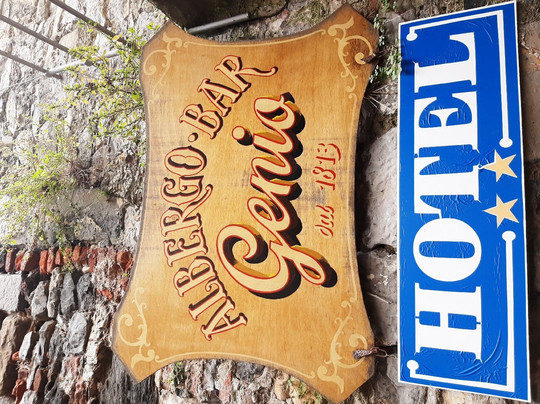 ALBERGO·BAR
Genio
dal 1813
HOTEL